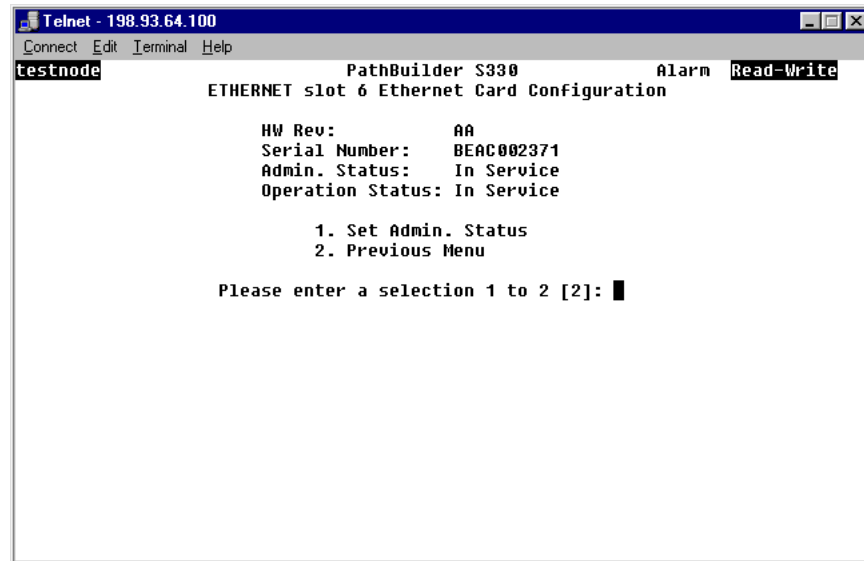 Telnet - 198.93.64.100
Connect Edit Terminal Help
testnode PathBuilder S330 Alarm Read-Write
ETHERNET slot 6 Ethernet Card Configuration
HW Rev: AA
Serial Number: BEAC002371
Admin. Status: In Service
Operation Status: In Service
1. Set Admin. Status
2. Previous Menu
Please enter a selection 1 to 2 [2]: